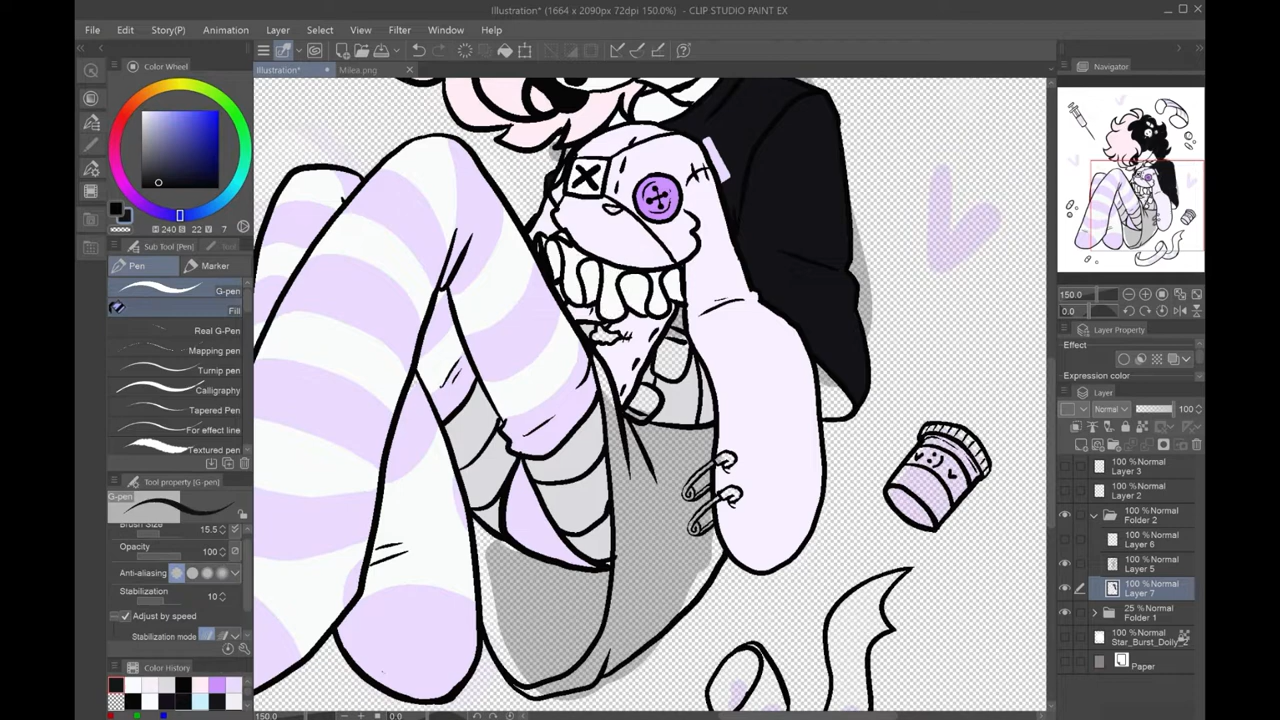 Illustration* (1664 x 2090px 72dpi 150.0%) - CLIP STUDIO PAINT EX
File Edit Story(P) Animation Layer Select View Filter Window Help
Illustration* Milea.png
Color Wheel
H 240 S 22 V 7
Sub Tool [Pen]
Pen Marker
G-pen
Fill
Real G-Pen
Mapping pen
Turnip pen
Calligraphy
Tapered Pen
For effect line
Textured pen
Tool property [G-pen]
G-pen
Brush Size 15.5
Opacity 100
Anti-aliasing
Stabilization 10
Adjust by speed
Stabilization mode
Color History
150.0 0.0
Navigator
150.0
0.0
Layer Property
Effect
Expression color
Layer
Normal 100
100 % Normal
Layer 3
100 % Normal
Layer 2
100 % Normal
Folder 2
100 % Normal
Layer 6
100 % Normal
Layer 5
100 % Normal
Layer 7
25 % Normal
Folder 1
100 % Normal
Star_Burst_Doily_2
Paper